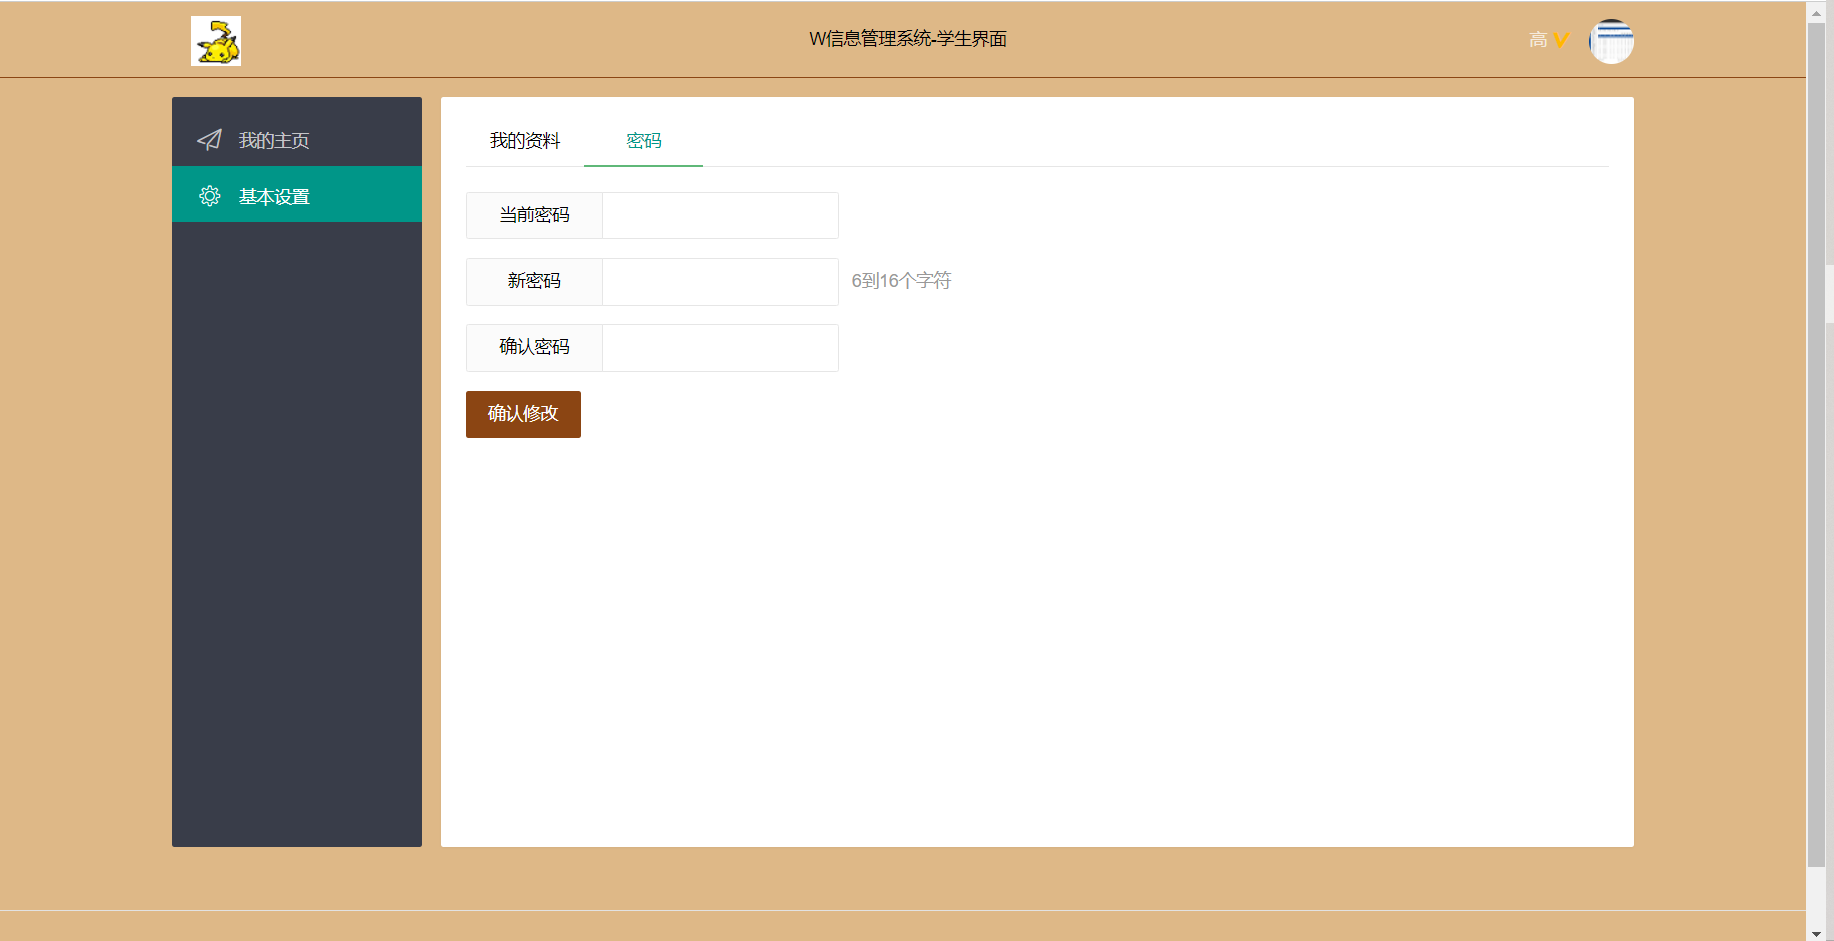 W信息管理系统-学生界面
高
我的主页
基本设置
我的资料
密码
当前密码
新密码
6到16个字符
确认密码
确认修改